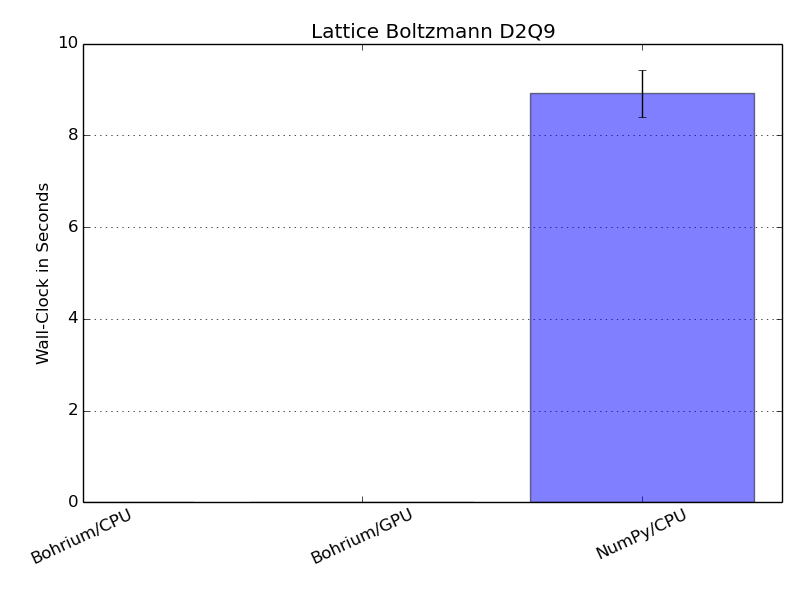 Lattice Boltzmann D2Q9
10
8
6
4
2
0
Wall-Clock in Seconds
Bohrium/CPU
Bohrium/GPU
NumPy/CPU